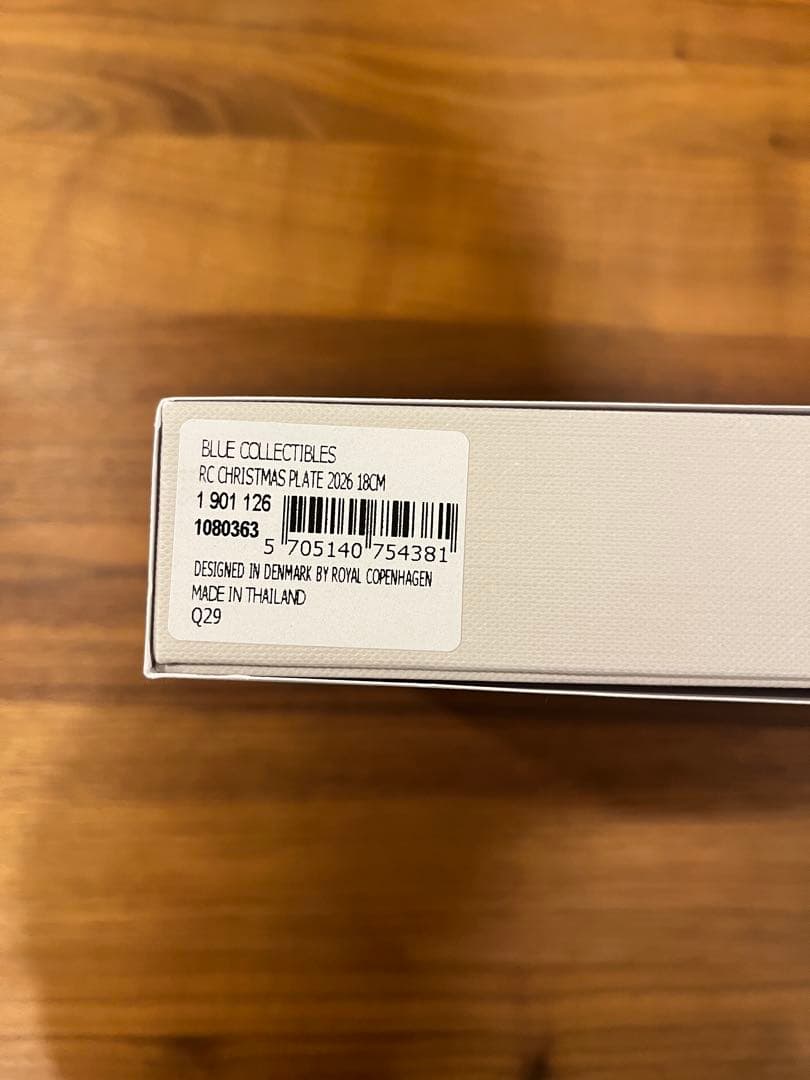 BLUE COLLECTIBLES
RC CHRISTMAS PLATE 2026 18CM
1 901 126
1080363
5 705140 754381
DESIGNED IN DENMARK BY ROYAL COPENHAGEN
MADE IN THAILAND
Q29